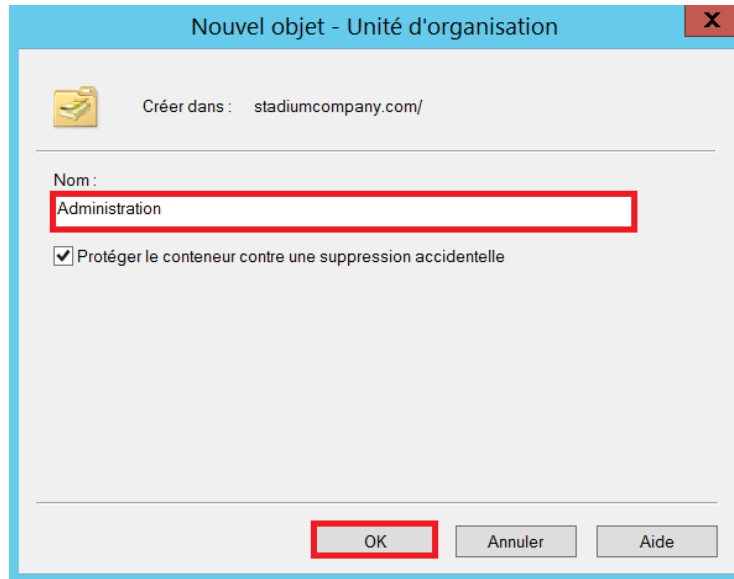 Nouvel objet - Unité d'organisation
X
Créer dans : stadiumcompany.com/
Nom :
Administration
Protéger le conteneur contre une suppression accidentelle
OK Annuler Aide